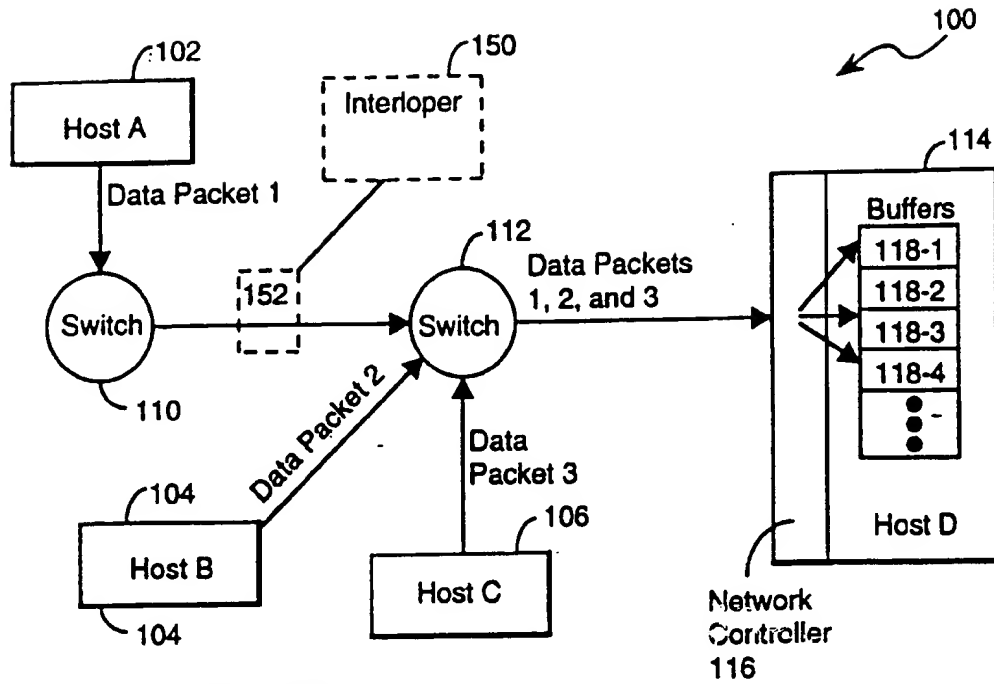 100
102
150
Interloper
Host A
114
Data Packet 1
Buffers
112
118-1
Data Packets
1, 2, and 3
152
118-2
Switch
Switch
118-3
118-4
110
Data Packet 2
Data
Packet 3
104
106
Host D
Host B
Host C
104
Network
Controller
116